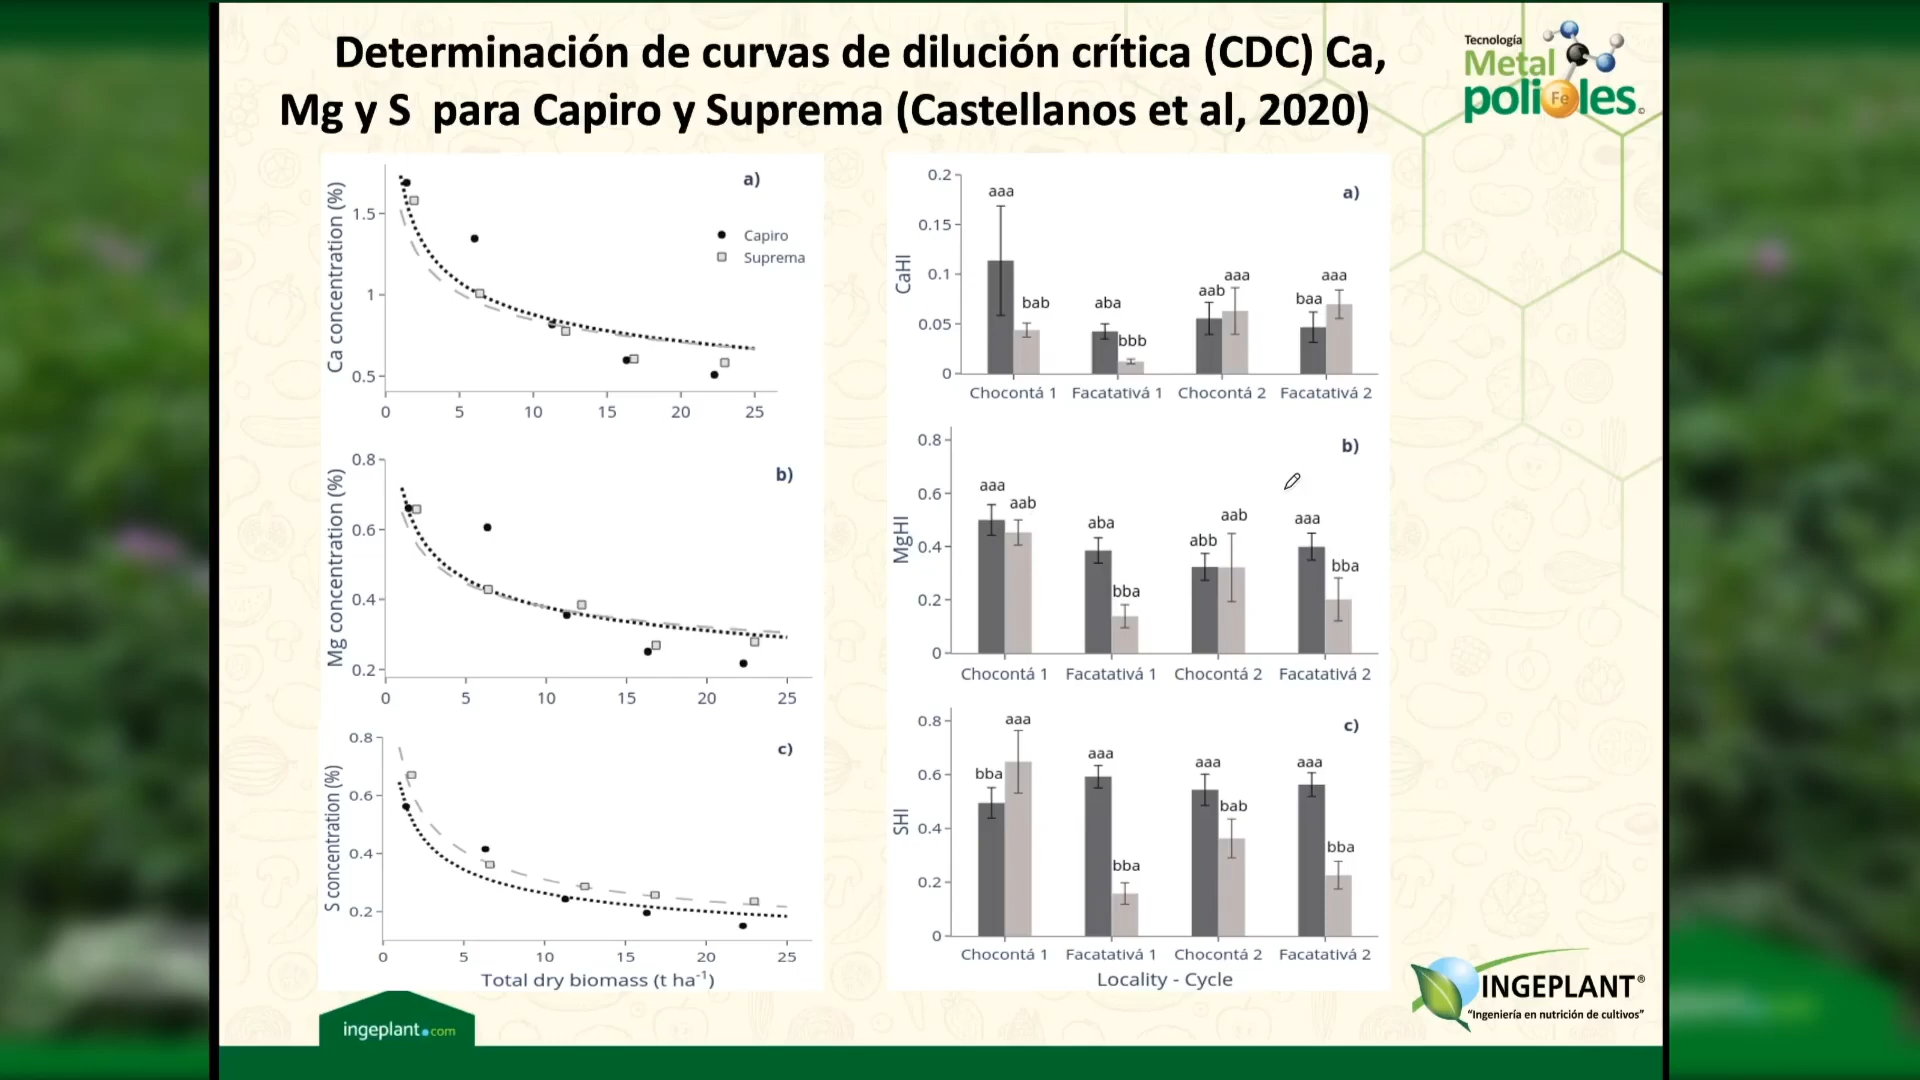 Determinación de curvas de dilución crítica (CDC) Ca,
Mg y S para Capiro y Suprema (Castellanos et al, 2020)
Tecnología
Metal
polioles
Fe
©
Ca concentration (%)
1.5
1
0.5
a)
Capiro
Suprema
0 5 10 15 20 25
Mg concentration (%)
0.8
0.6
0.4
0.2
b)
0 5 10 15 20 25
S concentration (%)
0.8
0.6
0.4
0.2
c)
0 5 10 15 20 25
Total dry biomass (t ha-1)
CaHI
0.2
0.15
0.1
0.05
0
a)
aaa bab aba bbb aab aaa baa aaa
Chocontá 1 Facatativá 1 Chocontá 2 Facatativá 2
MgHI
0.8
0.6
0.4
0.2
0
b)
aaa aab aba bba abb aab aaa bba
Chocontá 1 Facatativá 1 Chocontá 2 Facatativá 2
SHI
0.8
0.6
0.4
0.2
0
c)
bba aaa aaa bba aaa bab aaa bba
Chocontá 1 Facatativá 1 Chocontá 2 Facatativá 2
Locality - Cycle
ingeplant.com
INGEPLANT®
"Ingeniería en nutrición de cultivos"